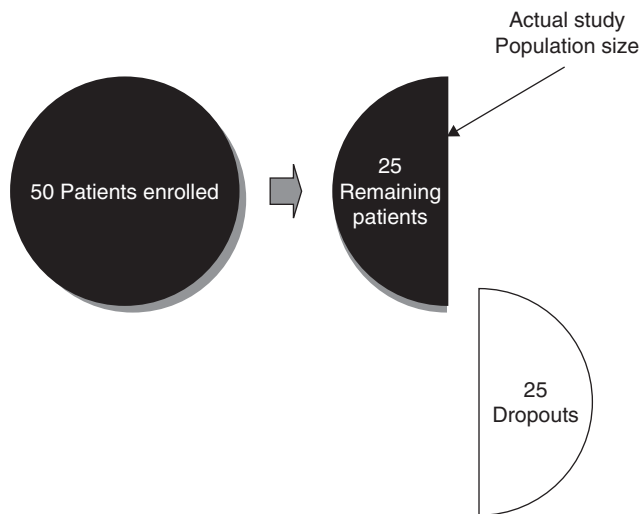 Actual study
Population size
50 Patients enrolled
25
Remaining
patients
25
Dropouts